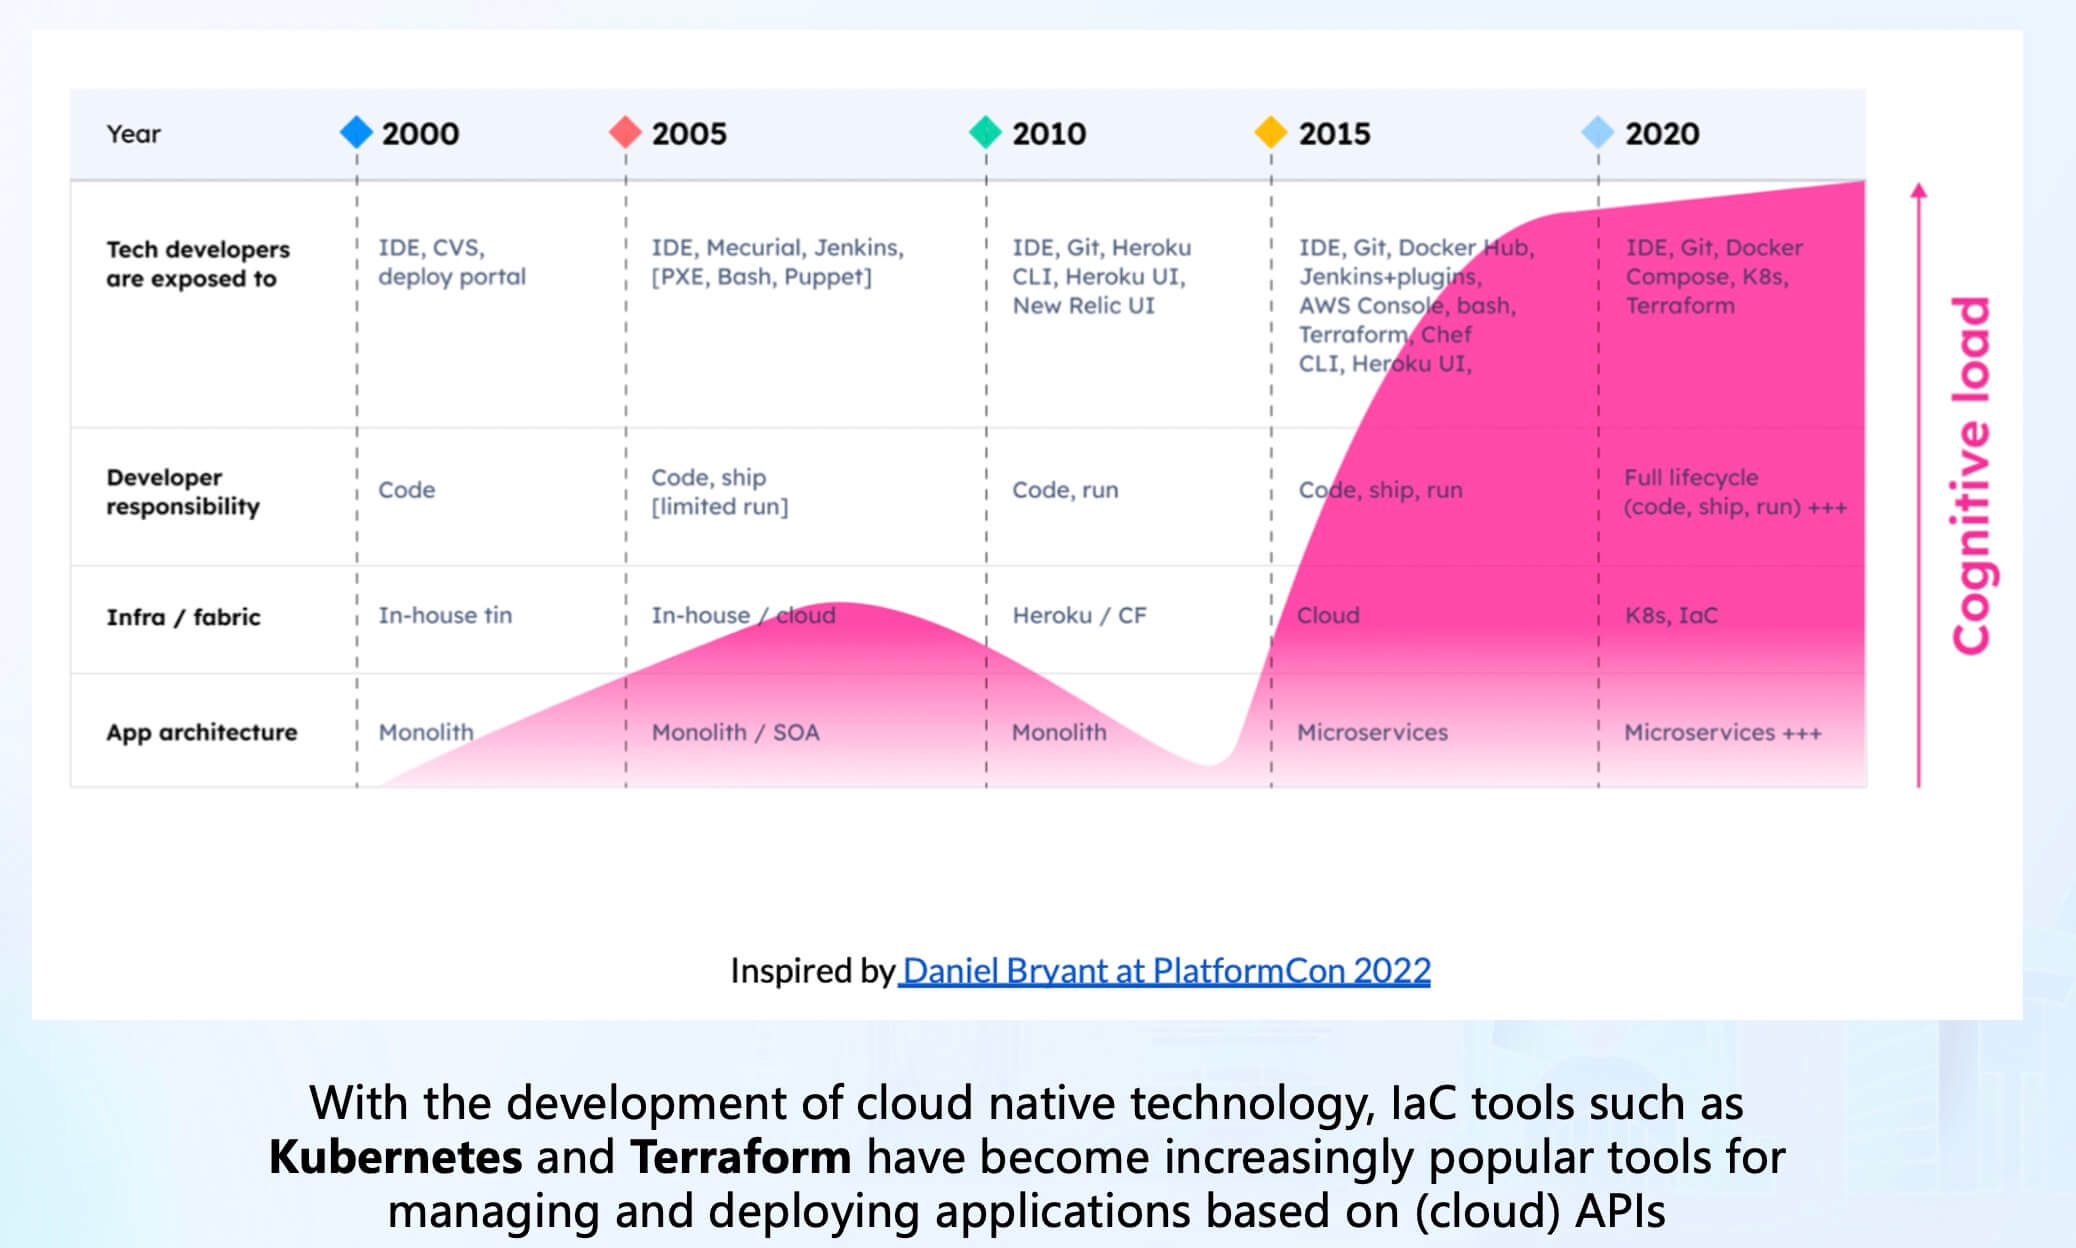 Year
2000
2005
2010
2015
2020
Tech developers
are exposed to
IDE, CVS,
deploy portal
IDE, Mecurial, Jenkins,
[PXE, Bash, Puppet]
IDE, Git, Heroku
CLI, Heroku UI,
New Relic UI
IDE, Git, Docker Hub,
Jenkins+plugins,
AWS Console, bash,
Terraform, Chef
CLI, Heroku UI,
IDE, Git, Docker
Compose, K8s,
Terraform
Developer
responsibility
Code
Code, ship
[limited run]
Code, run
Code, ship, run
Full lifecycle
(code, ship, run) +++
Infra / fabric
In-house tin
In-house / cloud
Heroku / CF
Cloud
K8s, IaC
App architecture
Monolith
Monolith / SOA
Monolith
Microservices
Microservices +++
Cognitive load
Inspired by Daniel Bryant at PlatformCon 2022
With the development of cloud native technology, IaC tools such as
Kubernetes and Terraform have become increasingly popular tools for
managing and deploying applications based on (cloud) APIs